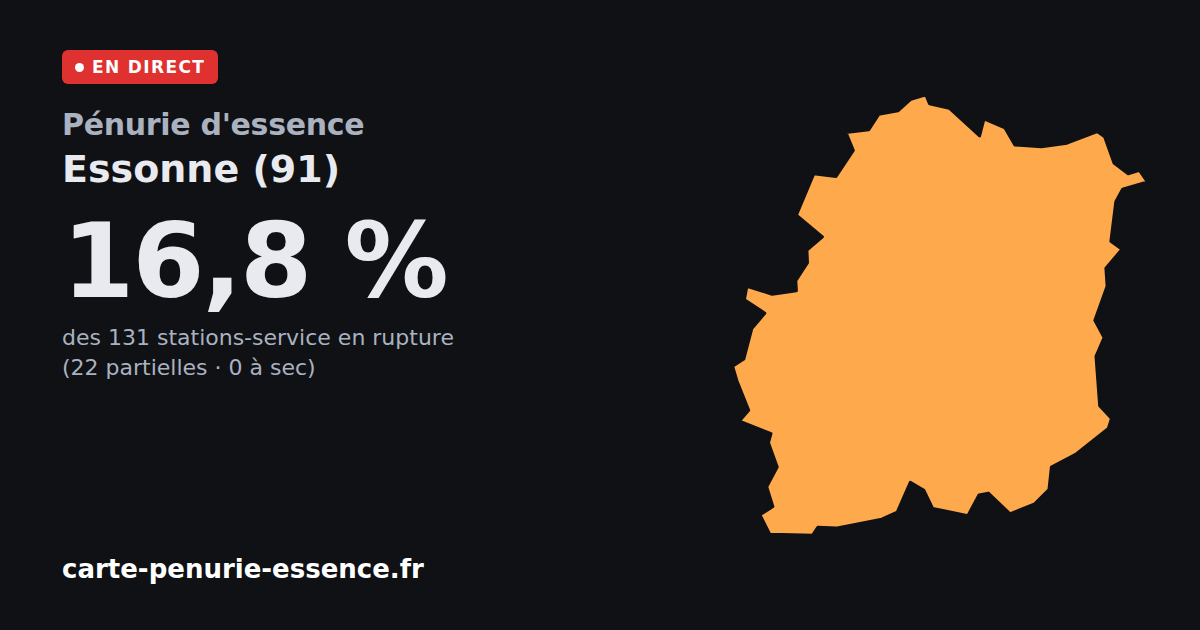 EN DIRECT
Pénurie d'essence
Essonne (91)
16,8 %
des 131 stations-service en rupture
(22 partielles · 0 à sec)
carte-penurie-essence.fr